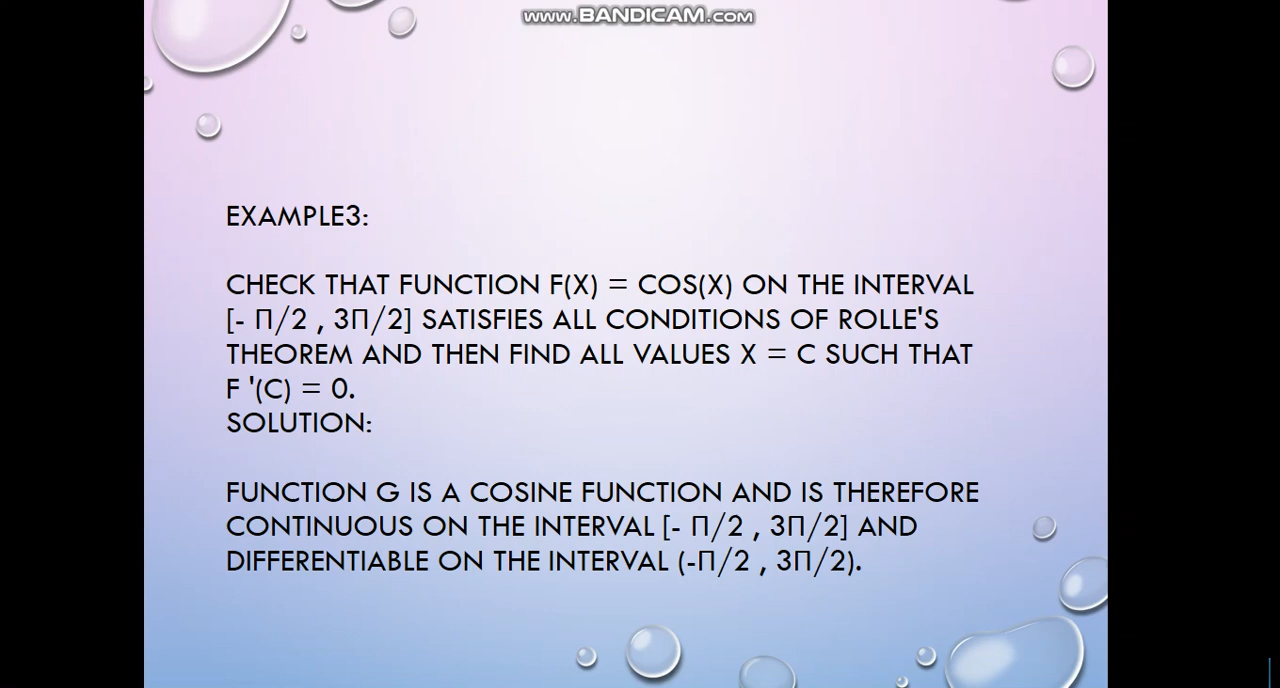 www.BANDICAM.com
EXAMPLE3:
CHECK THAT FUNCTION F(X) = COS(X) ON THE INTERVAL
[- Π/2 , 3Π/2] SATISFIES ALL CONDITIONS OF ROLLE'S
THEOREM AND THEN FIND ALL VALUES X = C SUCH THAT
F '(C) = 0.
SOLUTION:
FUNCTION G IS A COSINE FUNCTION AND IS THEREFORE
CONTINUOUS ON THE INTERVAL [- Π/2 , 3Π/2] AND
DIFFERENTIABLE ON THE INTERVAL (-Π/2 , 3Π/2).